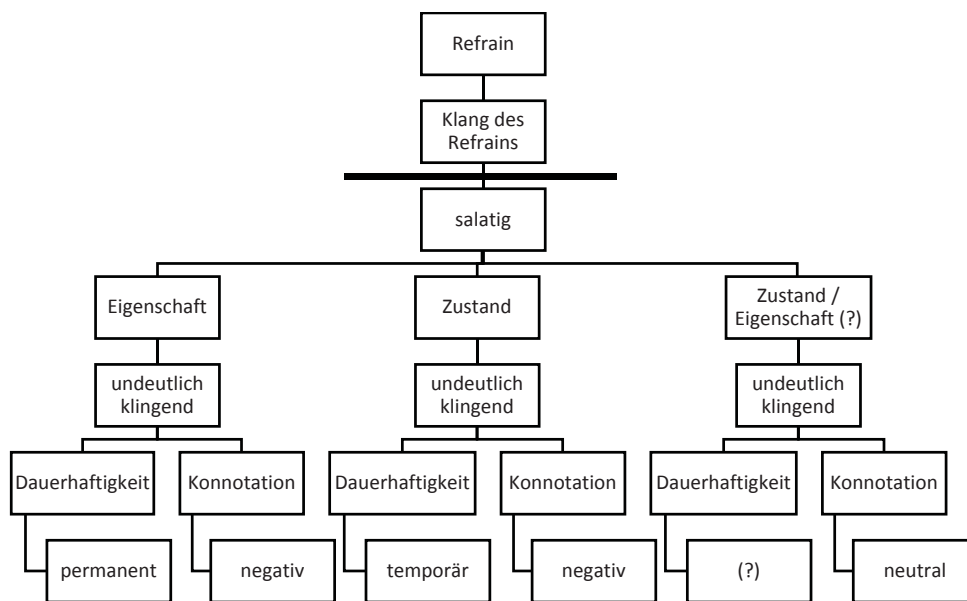 Refrain
Klang des
Refrains
salatig
Eigenschaft
Zustand
Zustand /
Eigenschaft (?)
undeutlich
klingend
undeutlich
klingend
undeutlich
klingend
Dauerhaftigkeit
Konnotation
Dauerhaftigkeit
Konnotation
Dauerhaftigkeit
Konnotation
permanent
negativ
temporär
negativ
(?)
neutral